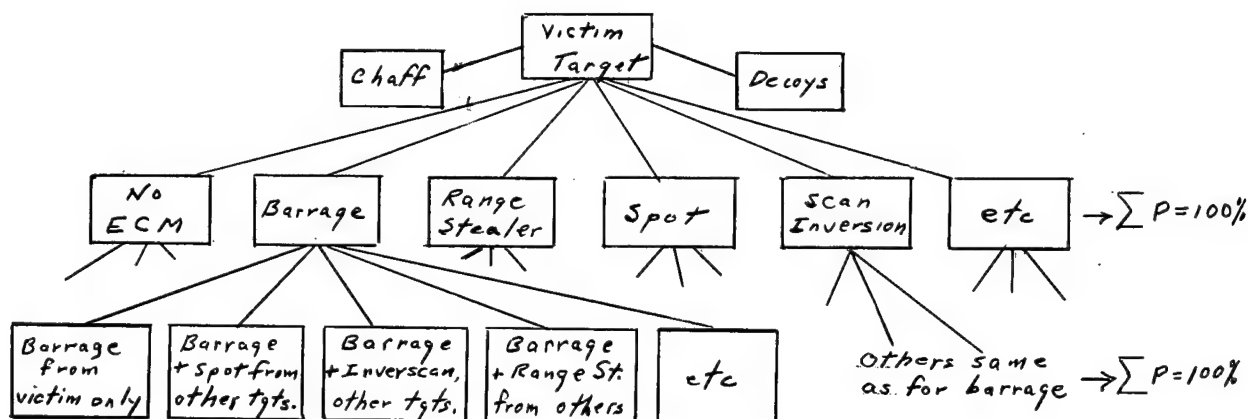 Victim
Target
Chaff
Decoys
No
ECM
Barrage
Range
Stealer
Spot
Scan
Inversion
etc
→ ∑ P = 100%
Barrage
from
victim only
Barrage
+ Spot from
other tgts.
Barrage
+ Inverscan,
other tgts.
Barrage
+ Range St.
from others
etc
others same
as for barrage
→ ∑ P = 100%